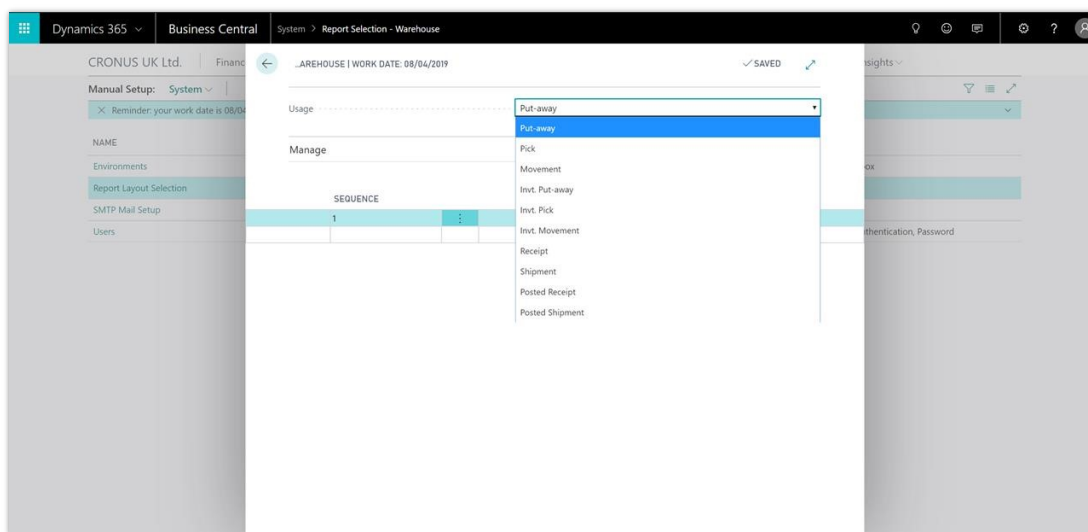 Dynamics 365 Business Central System > Report Selection - Warehouse ?
CRONUS UK Ltd. Financ ...AREHOUSE | WORK DATE: 08/04/2019 ✓SAVED nsights
Manual Setup: System
× Reminder: your work date is 08/04
Usage Put-away
Put-away
NAME
Manage Pick
Environments Movement ox
Report Layout Selection Invt. Put-away
SEQUENCE
SMTP Mail Setup Invt. Pick
1
Users Invt. Movement thentication, Password
Receipt
Shipment
Posted Receipt
Posted Shipment